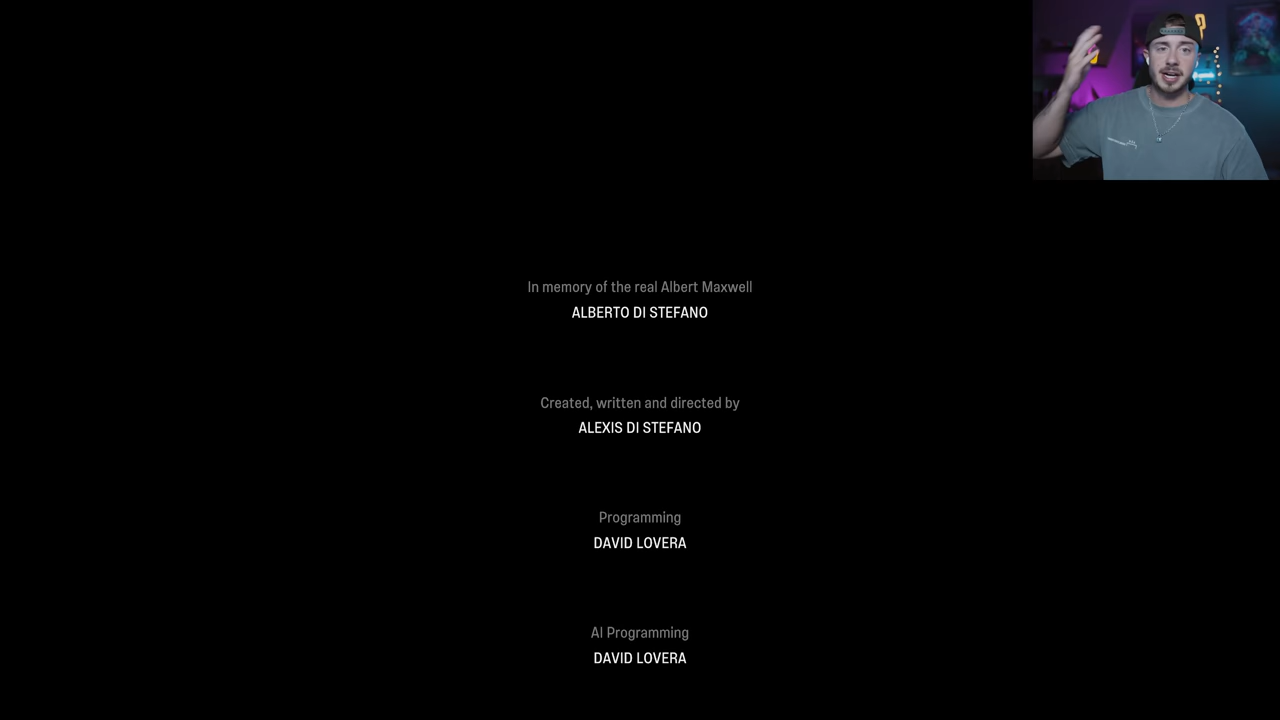 In memory of the real Albert Maxwell
ALBERTO DI STEFANO
Created, written and directed by
ALEXIS DI STEFANO
Programming
DAVID LOVERA
AI Programming
DAVID LOVERA